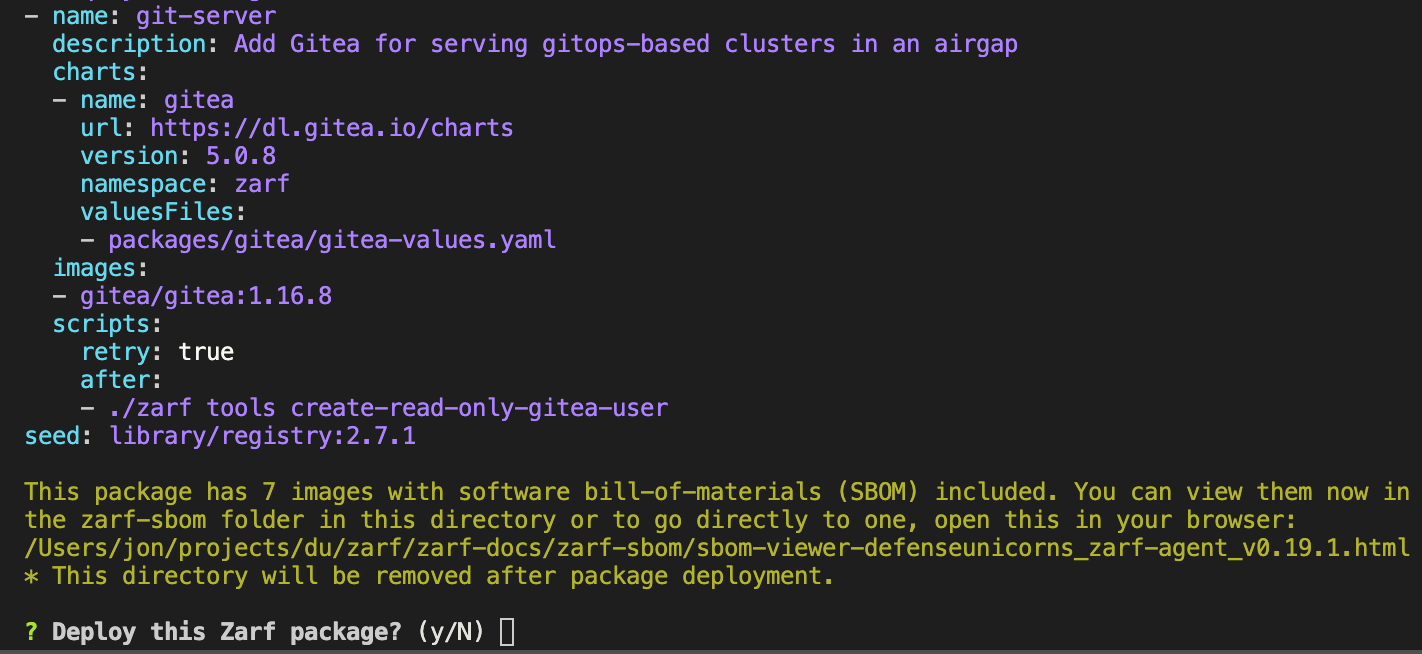 - name: git-server
  description: Add Gitea for serving gitops-based clusters in an airgap
  charts:
  - name: gitea
    url: https://dl.gitea.io/charts
    version: 5.0.8
    namespace: zarf
    valuesFiles:
    - packages/gitea/gitea-values.yaml
  images:
  - gitea/gitea:1.16.8
  scripts:
    retry: true
    after:
    - ./zarf tools create-read-only-gitea-user
seed: library/registry:2.7.1
This package has 7 images with software bill-of-materials (SBOM) included. You can view them now in
the zarf-sbom folder in this directory or to go directly to one, open this in your browser:
/Users/jon/projects/du/zarf/zarf-docs/zarf-sbom/sbom-viewer-defenseunicorns_zarf-agent_v0.19.1.html
* This directory will be removed after package deployment.
? Deploy this Zarf package? (y/N)